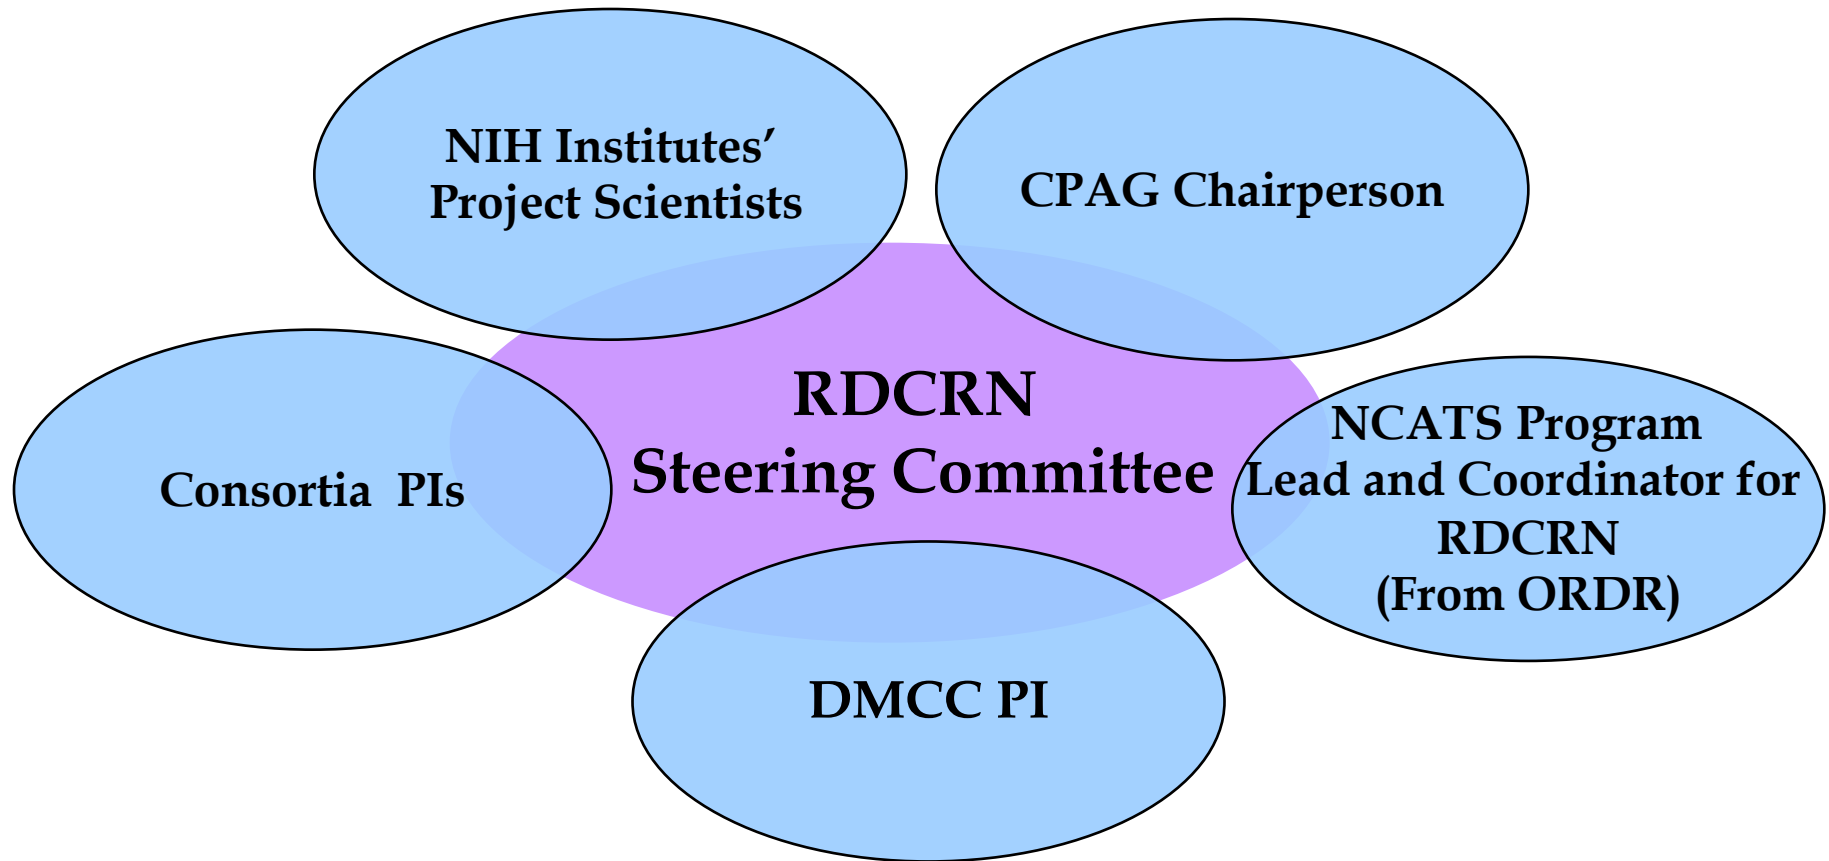 NIH Institutes’
Project Scientists
CPAG Chairperson
RDCRN
Steering Committee
Consortia  PIs
NCATS Program
Lead and Coordinator for
RDCRN
(From ORDR)
DMCC PI